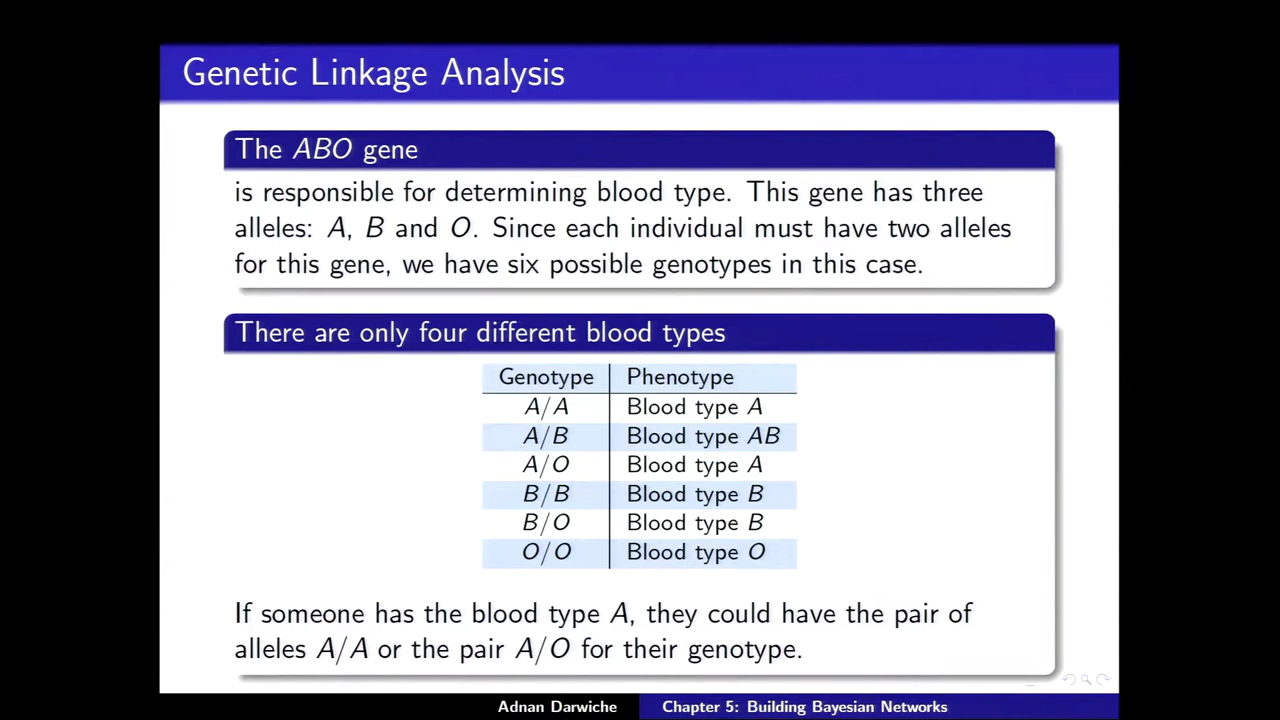 Genetic Linkage Analysis
The ABO gene
is responsible for determining blood type. This gene has three
alleles: A, B and O. Since each individual must have two alleles
for this gene, we have six possible genotypes in this case.
There are only four different blood types
Genotype Phenotype
A/A Blood type A
A/B Blood type AB
A/O Blood type A
B/B Blood type B
B/O Blood type B
O/O Blood type O
If someone has the blood type A, they could have the pair of
alleles A/A or the pair A/O for their genotype.
Adnan Darwiche Chapter 5: Building Bayesian Networks